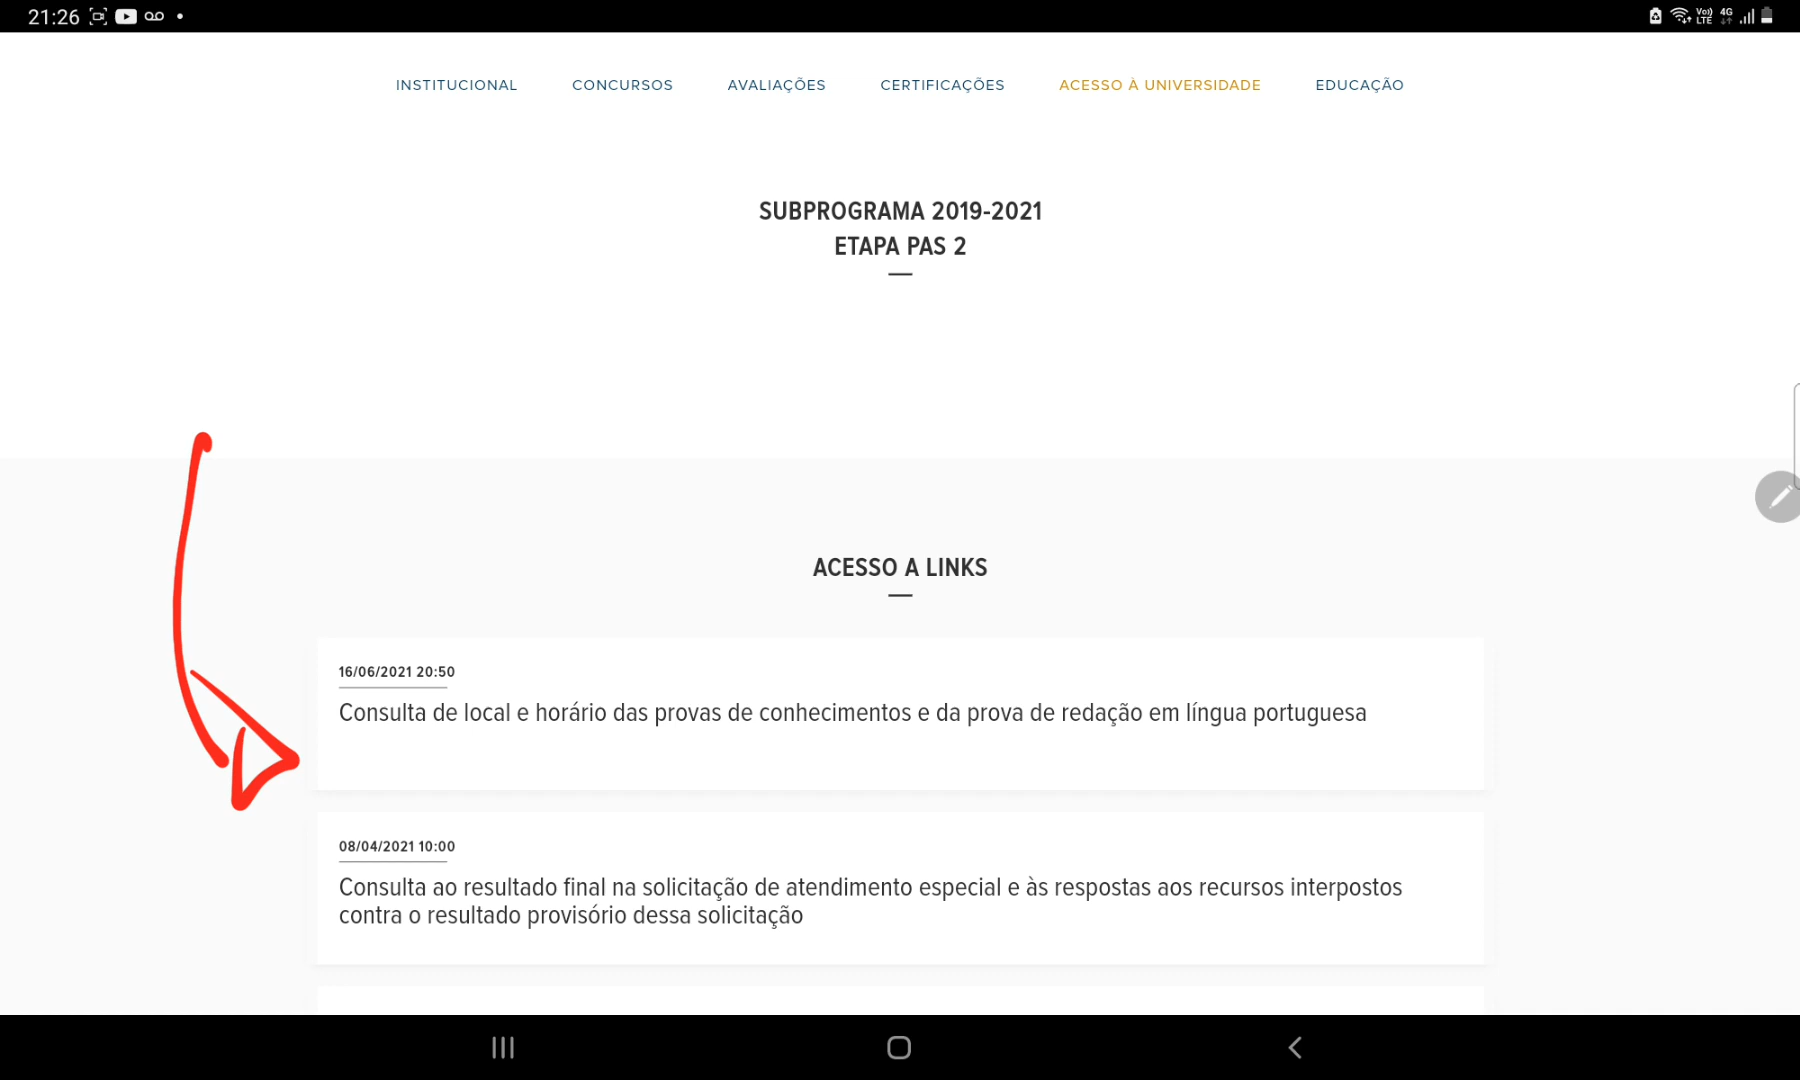 21:26
Vo)) LTE 4G
INSTITUCIONAL CONCURSOS AVALIAÇÕES CERTIFICAÇÕES ACESSO À UNIVERSIDADE EDUCAÇÃO
SUBPROGRAMA 2019-2021
ETAPA PAS 2
ACESSO A LINKS
16/06/2021 20:50
Consulta de local e horário das provas de conhecimentos e da prova de redação em língua portuguesa
08/04/2021 10:00
Consulta ao resultado final na solicitação de atendimento especial e às respostas aos recursos interpostos
contra o resultado provisório dessa solicitação